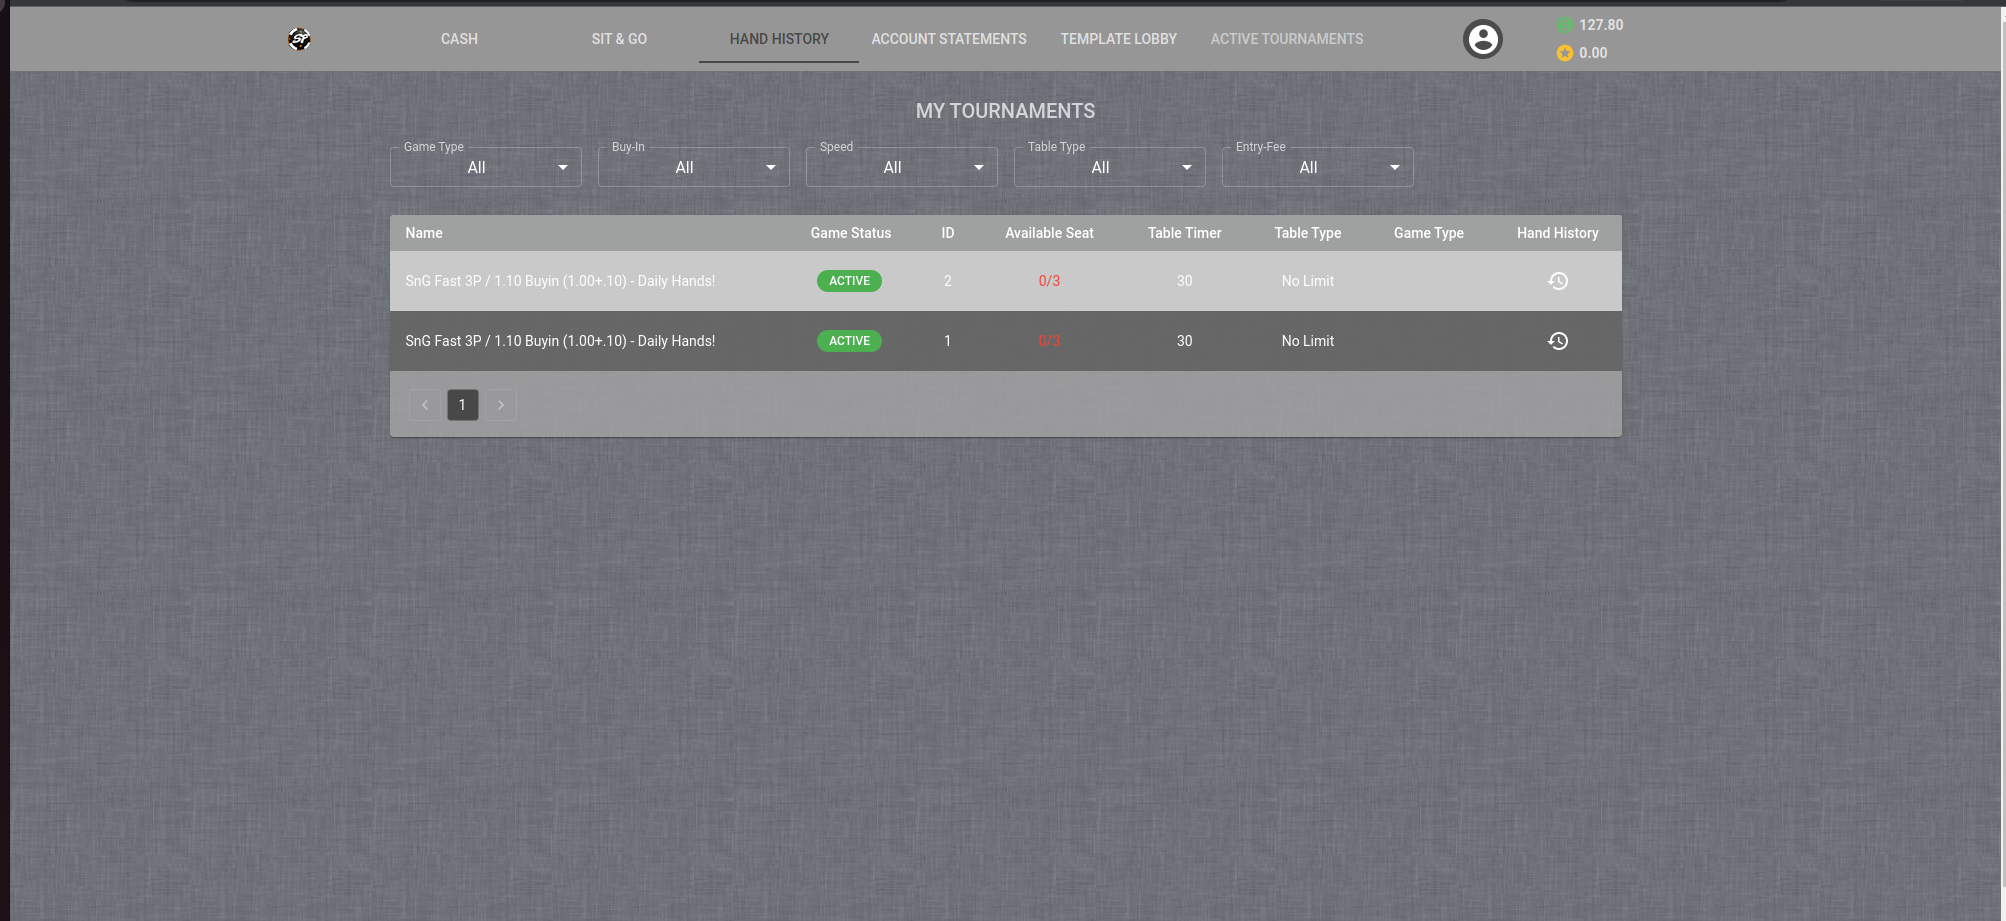 SP
CASH SIT & GO HAND HISTORY ACCOUNT STATEMENTS TEMPLATE LOBBY ACTIVE TOURNAMENTS
127.80
0.00
MY TOURNAMENTS
Game Type Buy-In Speed Table Type Entry-Fee
All All All All All
Name Game Status ID Available Seat Table Timer Table Type Game Type Hand History
SnG Fast 3P / 1.10 Buyin (1.00+.10) - Daily Hands! ACTIVE 2 0/3 30 No Limit
SnG Fast 3P / 1.10 Buyin (1.00+.10) - Daily Hands! ACTIVE 1 0/3 30 No Limit
1